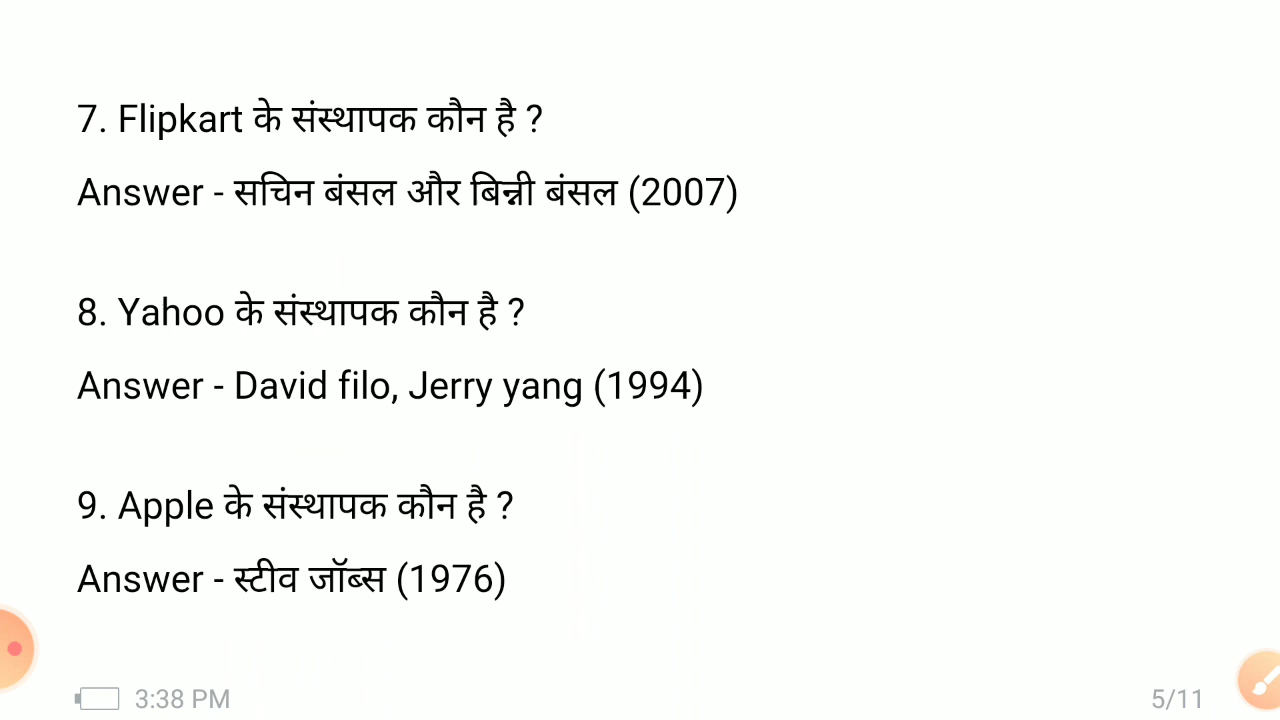 7. Flipkart के संस्थापक कौन है ?
Answer - सचिन बंसल और बिन्नी बंसल (2007)
8. Yahoo के संस्थापक कौन है ?
Answer - David filo, Jerry yang (1994)
9. Apple के संस्थापक कौन है ?
Answer - स्टीव जॉब्स (1976)
3:38 PM
5/11